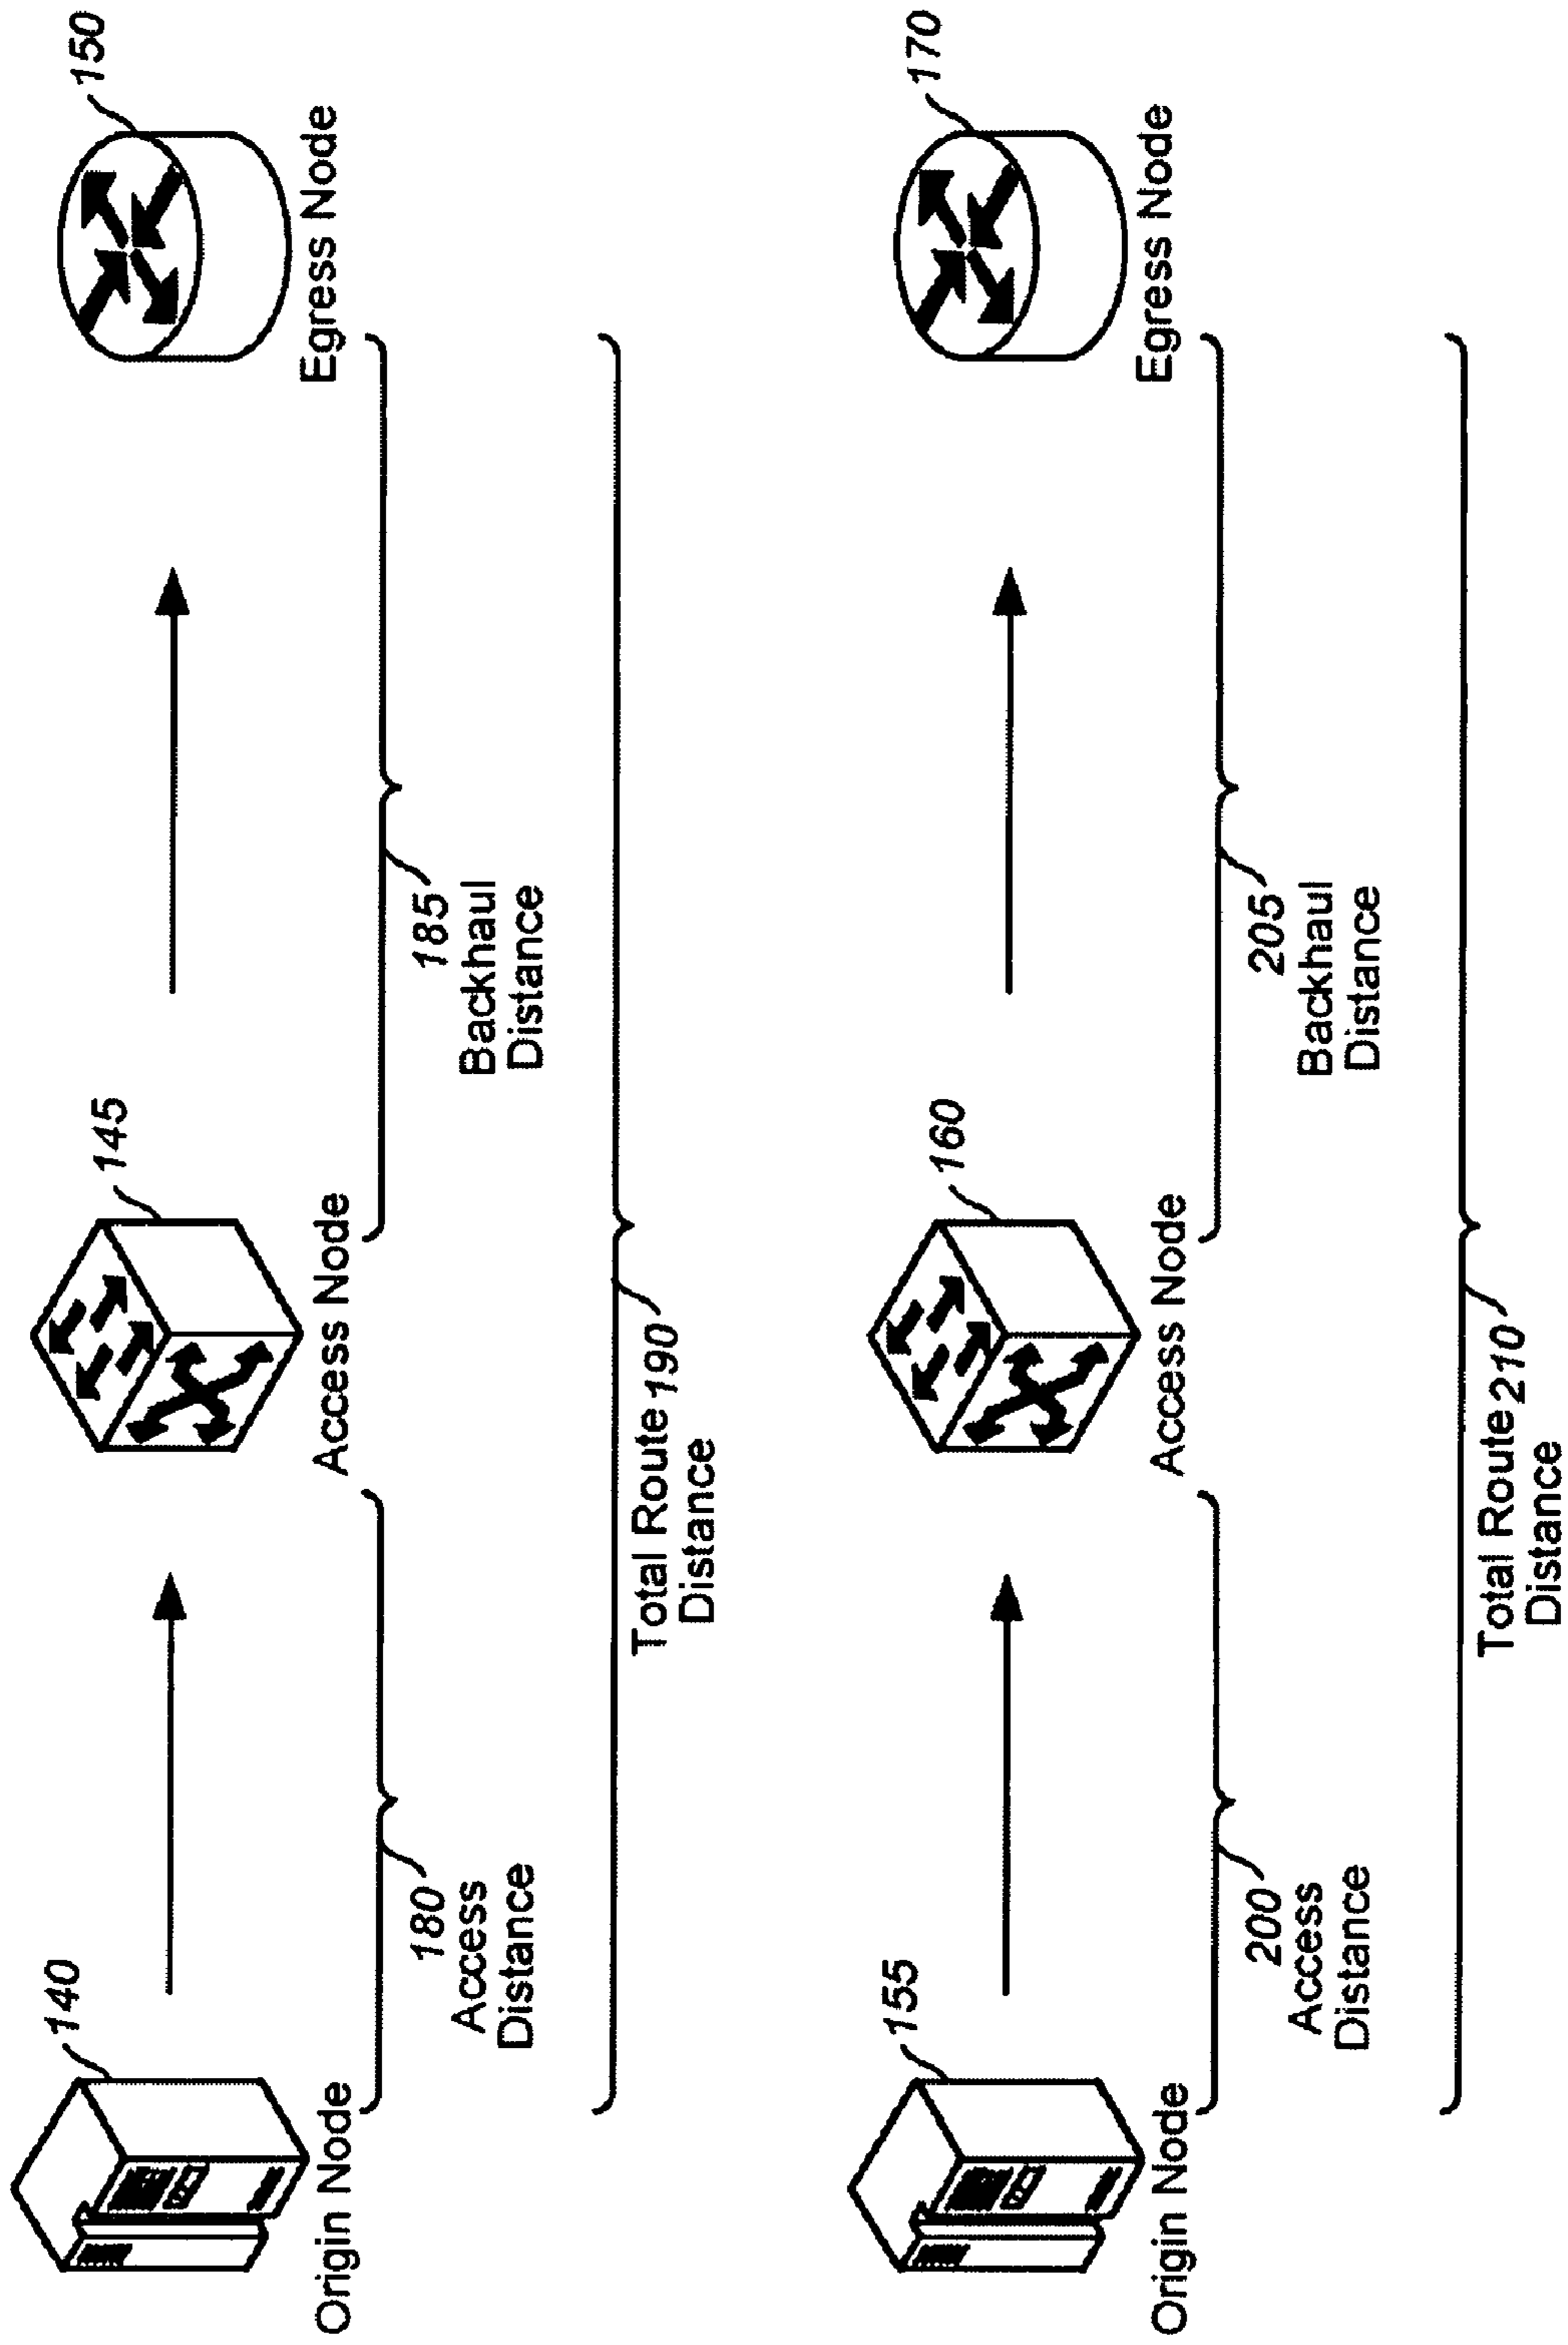 140
145
150
Origin Node
Access Node
Egress Node
180
Access
Distance
185
Backhaul
Distance
Total Route 190
Distance
155
160
170
Origin Node
Access Node
Egress Node
200
Access
Distance
205
Backhaul
Distance
Total Route 210
Distance